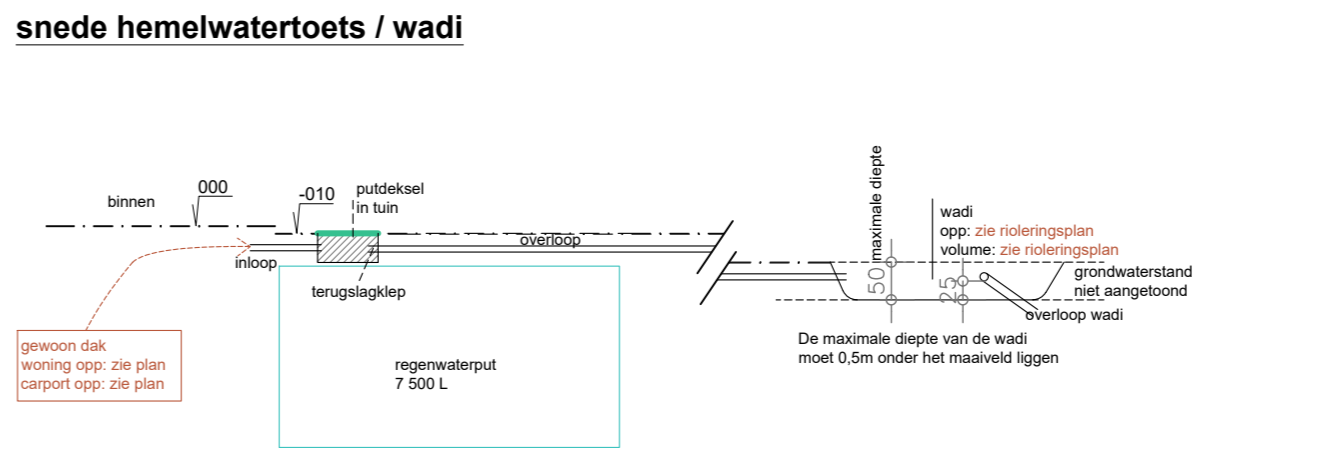 snede hemelwatertoets / wadi
binnen
000
-010
putdeksel
in tuin
inloop
terugslagklep
overloop
gewoon dak
woning opp: zie plan
carport opp: zie plan
regenwaterput
7 500 L
maximale diepte
50
25
wadi
opp: zie rioleringsplan
volume: zie rioleringsplan
grondwaterstand
niet aangetoond
overloop wadi
De maximale diepte van de wadi
moet 0,5m onder het maaiveld liggen